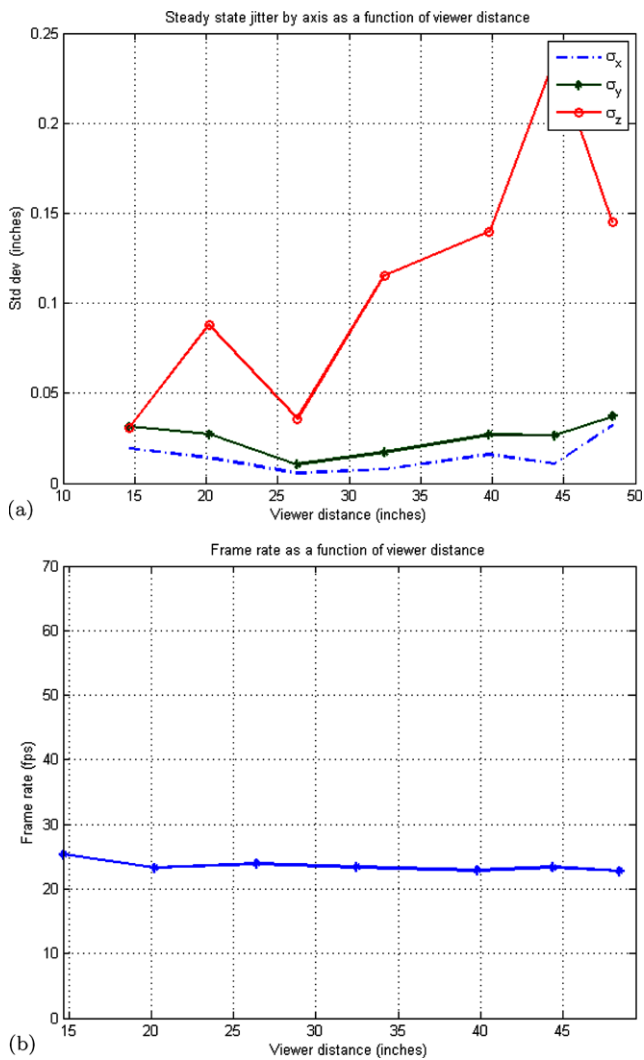 Steady state jitter by axis as a function of viewer distance
0.25
σx
σy
σz
0.2
0.15
0.1
0.05
0
Std dev (inches)
10 15 20 25 30 35 40 45 50
Viewer distance (inches)
(a)
Frame rate as a function of viewer distance
70
60
50
40
30
20
10
0
Frame rate (fps)
15 20 25 30 35 40 45
Viewer distance (inches)
(b)